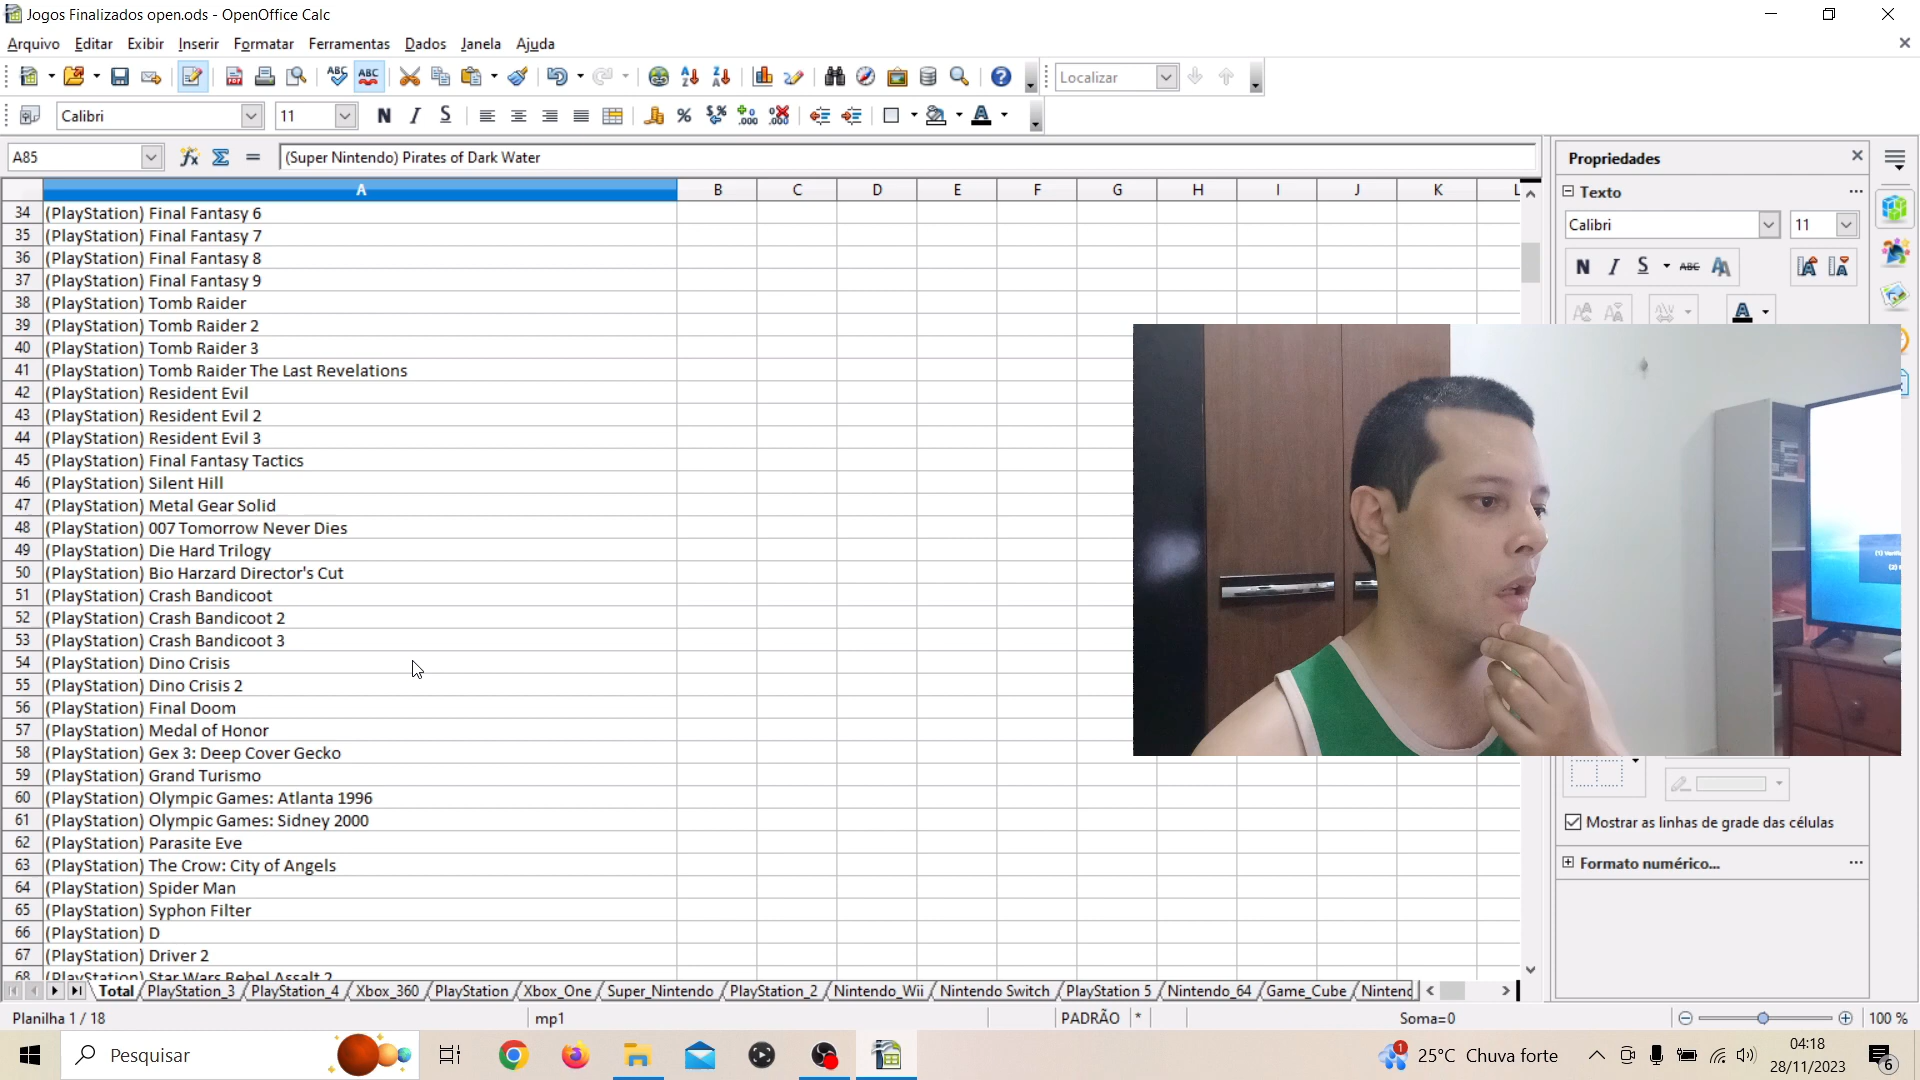 Jogos Finalizados open.ods - OpenOffice Calc
Arquivo Editar Exibir Inserir Formatar Ferramentas Dados Janela Ajuda
Localizar
Calibri 11
A85 (Super Nintendo) Pirates of Dark Water
A B C D E F G H I J K L
34 (PlayStation) Final Fantasy 6
35 (PlayStation) Final Fantasy 7
36 (PlayStation) Final Fantasy 8
37 (PlayStation) Final Fantasy 9
38 (PlayStation) Tomb Raider
39 (PlayStation) Tomb Raider 2
40 (PlayStation) Tomb Raider 3
41 (PlayStation) Tomb Raider The Last Revelations
42 (PlayStation) Resident Evil
43 (PlayStation) Resident Evil 2
44 (PlayStation) Resident Evil 3
45 (PlayStation) Final Fantasy Tactics
46 (PlayStation) Silent Hill
47 (PlayStation) Metal Gear Solid
48 (PlayStation) 007 Tomorrow Never Dies
49 (PlayStation) Die Hard Trilogy
50 (PlayStation) Bio Harzard Director's Cut
51 (PlayStation) Crash Bandicoot
52 (PlayStation) Crash Bandicoot 2
53 (PlayStation) Crash Bandicoot 3
54 (PlayStation) Dino Crisis
55 (PlayStation) Dino Crisis 2
56 (PlayStation) Final Doom
57 (PlayStation) Medal of Honor
58 (PlayStation) Gex 3: Deep Cover Gecko
59 (PlayStation) Grand Turismo
60 (PlayStation) Olympic Games: Atlanta 1996
61 (PlayStation) Olympic Games: Sidney 2000
62 (PlayStation) Parasite Eve
63 (PlayStation) The Crow: City of Angels
64 (PlayStation) Spider Man
65 (PlayStation) Syphon Filter
66 (PlayStation) D
67 (PlayStation) Driver 2
68 (PlayStation) Star Wars Rebel Assalt 2
Propriedades
Texto
Calibri 11
Mostrar as linhas de grade das células
Formato numérico...
Total PlayStation_3 PlayStation_4 Xbox_360 PlayStation Xbox_One Super_Nintendo PlayStation_2 Nintendo_Wii Nintendo Switch PlayStation 5 Nintendo_64 Game_Cube Nintend
Planilha 1 / 18 mp1 PADRÃO * Soma=0 100 %
Pesquisar
25°C Chuva forte
04:18
28/11/2023
6